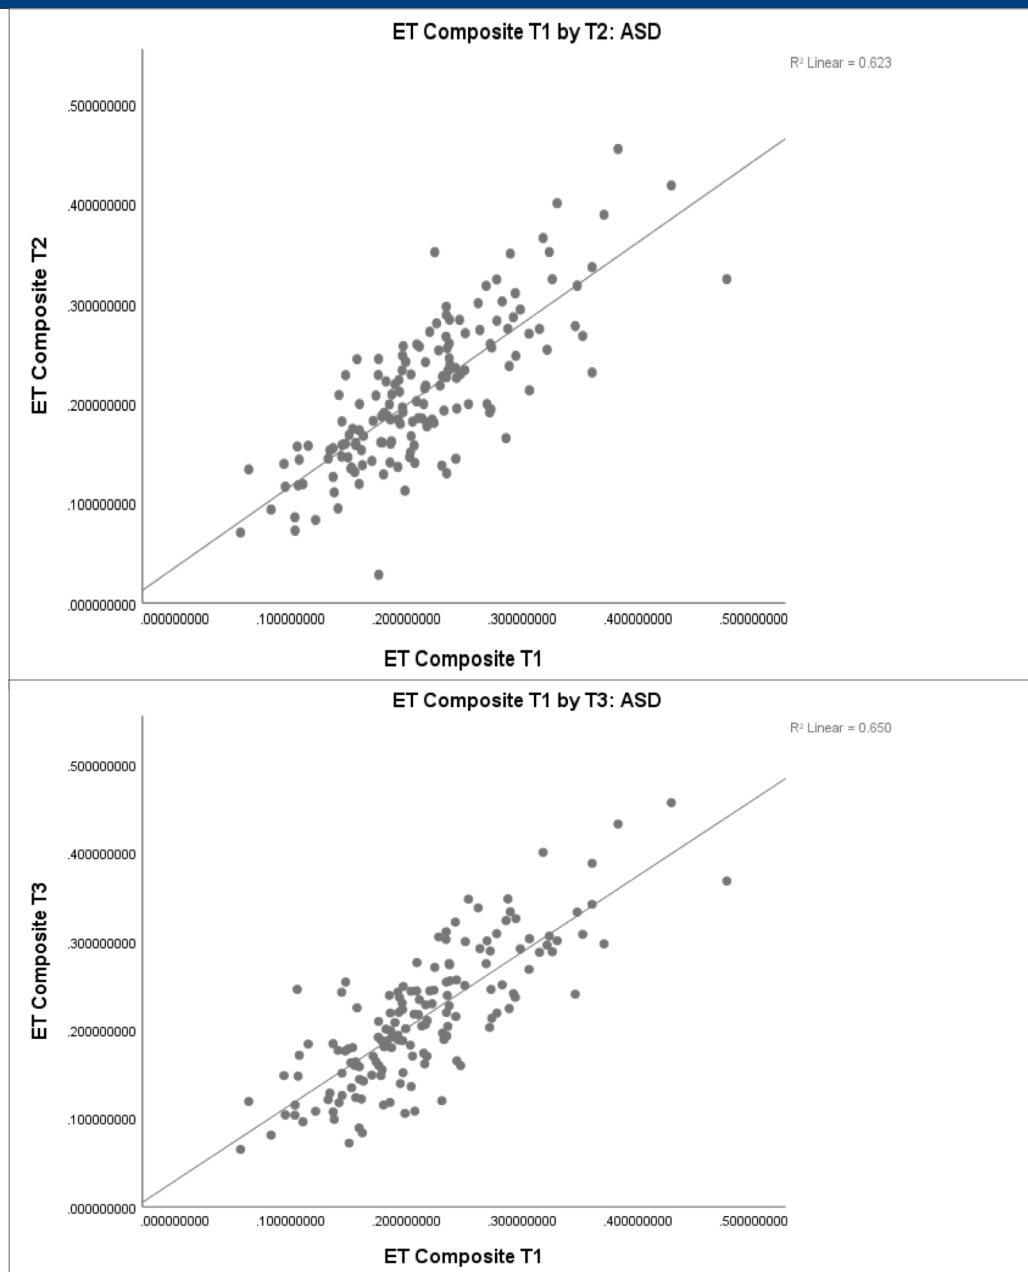 ET Composite T1 by T2: ASD
R² Linear = 0.623
.500000000
.400000000
.300000000
.200000000
.100000000
.000000000
ET Composite T2
.000000000 .100000000 .200000000 .300000000 .400000000 .500000000
ET Composite T1
ET Composite T1 by T3: ASD
R² Linear = 0.650
.500000000
.400000000
.300000000
.200000000
.100000000
.000000000
ET Composite T3
.000000000 .100000000 .200000000 .300000000 .400000000 .500000000
ET Composite T1